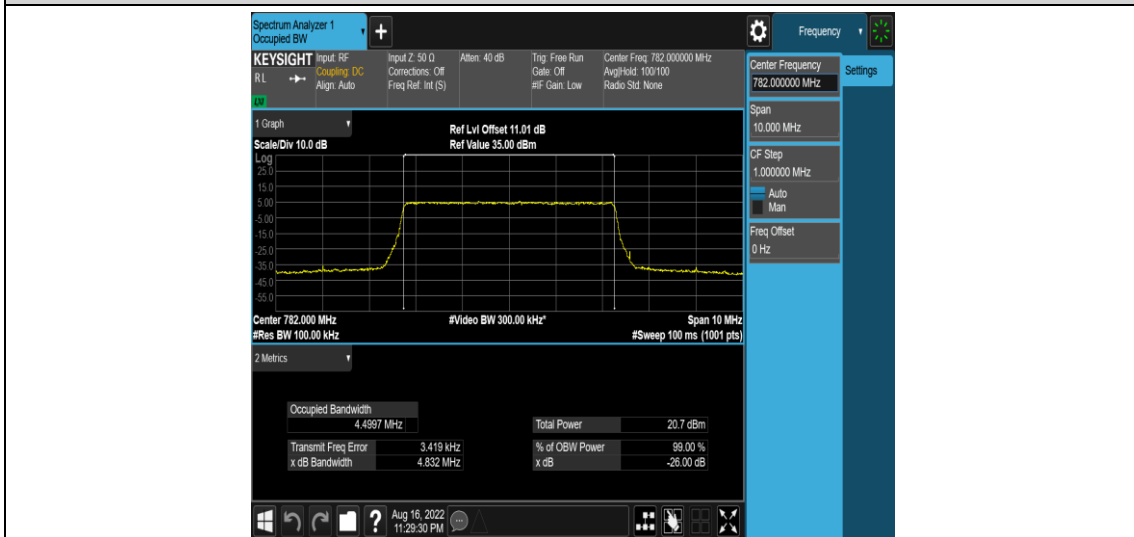 Spectrum Analyzer 1
Occupied BW
+
Frequency
KEYSIGHT
RL
Input: RF
Coupling: DC
Align: Auto
Input Z: 50 Ω
Corrections: Off
Freq Ref: Int (S)
Atten: 40 dB
Trig: Free Run
Gate: Off
#IF Gain: Low
Center Freq: 782.000000 MHz
Avg|Hold: 100/100
Radio Std: None
Center Frequency
782.000000 MHz
Settings
Span
10.000 MHz
CF Step
1.000000 MHz
Auto
Man
Freq Offset
0 Hz
1 Graph
Scale/Div 10.0 dB
Ref Lvl Offset 11.01 dB
Ref Value 35.00 dBm
Log
25.0
15.0
5.00
-5.00
-15.0
-25.0
-35.0
-45.0
-55.0
Center 782.000 MHz
#Video BW 300.00 kHz*
Span 10 MHz
#Res BW 100.00 kHz
#Sweep 100 ms (1001 pts)
2 Metrics
Occupied Bandwidth
4.4997 MHz
Total Power 20.7 dBm
Transmit Freq Error 3.419 kHz
% of OBW Power 99.00 %
x dB Bandwidth 4.832 MHz
x dB -26.00 dB
?
Aug 16, 2022
11:29:30 PM